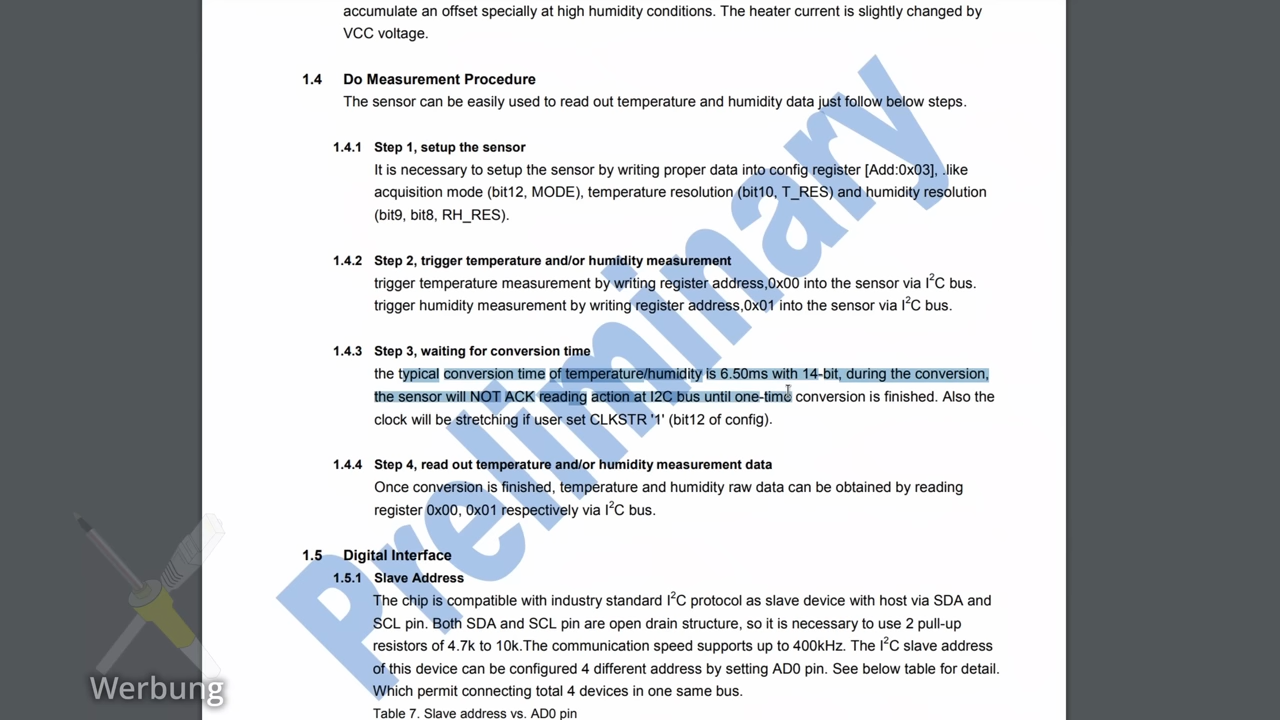 accumulate an offset specially at high humidity conditions. The heater current is slightly changed by
VCC voltage.
1.4 Do Measurement Procedure
The sensor can be easily used to read out temperature and humidity data just follow below steps.
1.4.1 Step 1, setup the sensor
It is necessary to setup the sensor by writing proper data into config register [Add:0x03], .like
acquisition mode (bit12, MODE), temperature resolution (bit10, T_RES) and humidity resolution
(bit9, bit8, RH_RES).
1.4.2 Step 2, trigger temperature and/or humidity measurement
trigger temperature measurement by writing register address,0x00 into the sensor via I²C bus.
trigger humidity measurement by writing register address,0x01 into the sensor via I²C bus.
1.4.3 Step 3, waiting for conversion time
the typical conversion time of temperature/humidity is 6.50ms with 14-bit, during the conversion,
the sensor will NOT ACK reading action at I2C bus until one-time conversion is finished. Also the
clock will be stretching if user set CLKSTR '1' (bit12 of config).
1.4.4 Step 4, read out temperature and/or humidity measurement data
Once conversion is finished, temperature and humidity raw data can be obtained by reading
register 0x00, 0x01 respectively via I²C bus.
1.5 Digital Interface
1.5.1 Slave Address
The chip is compatible with industry standard I²C protocol as slave device with host via SDA and
SCL pin. Both SDA and SCL pin are open drain structure, so it is necessary to use 2 pull-up
resistors of 4.7k to 10k.The communication speed supports up to 400kHz. The I²C slave address
of this device can be configured 4 different address by setting AD0 pin. See below table for detail.
Which permit connecting total 4 devices in one same bus.
Table 7. Slave address vs. AD0 pin
Preliminary
Werbung